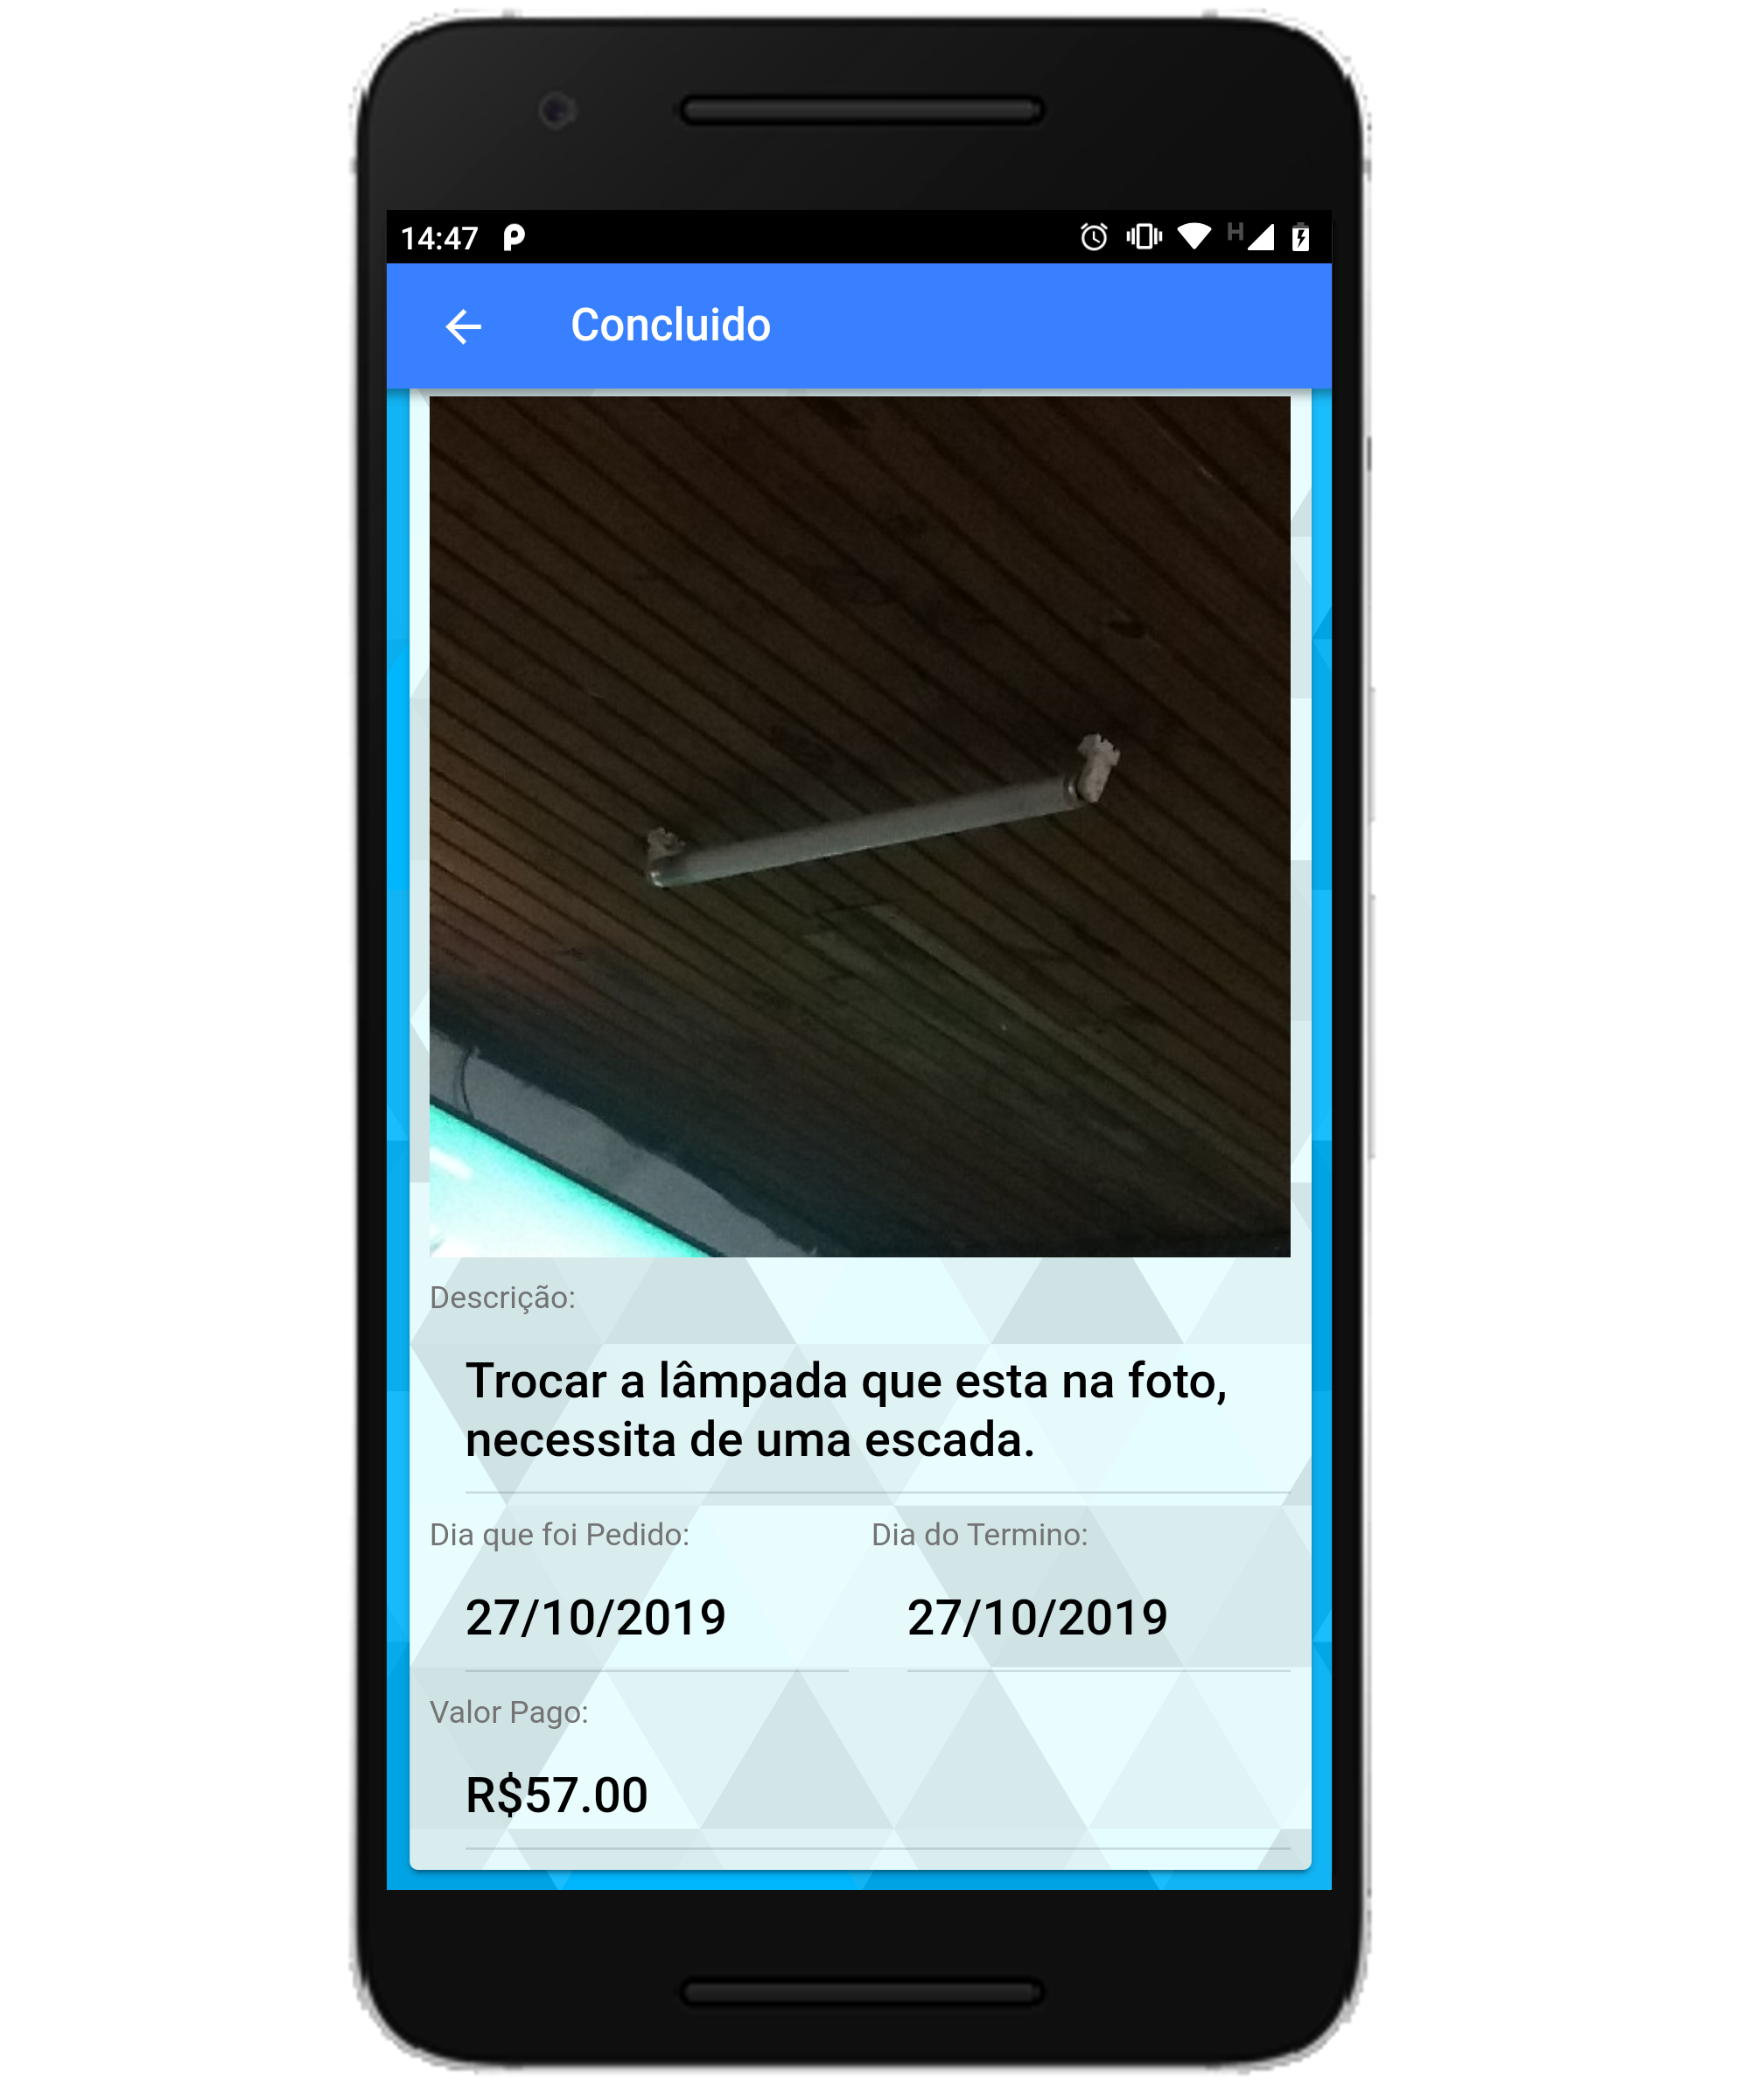 14:47
H
Concluido
Descrição:
Trocar a lâmpada que esta na foto,
necessita de uma escada.
Dia que foi Pedido: Dia do Termino:
27/10/2019 27/10/2019
Valor Pago:
R$57.00